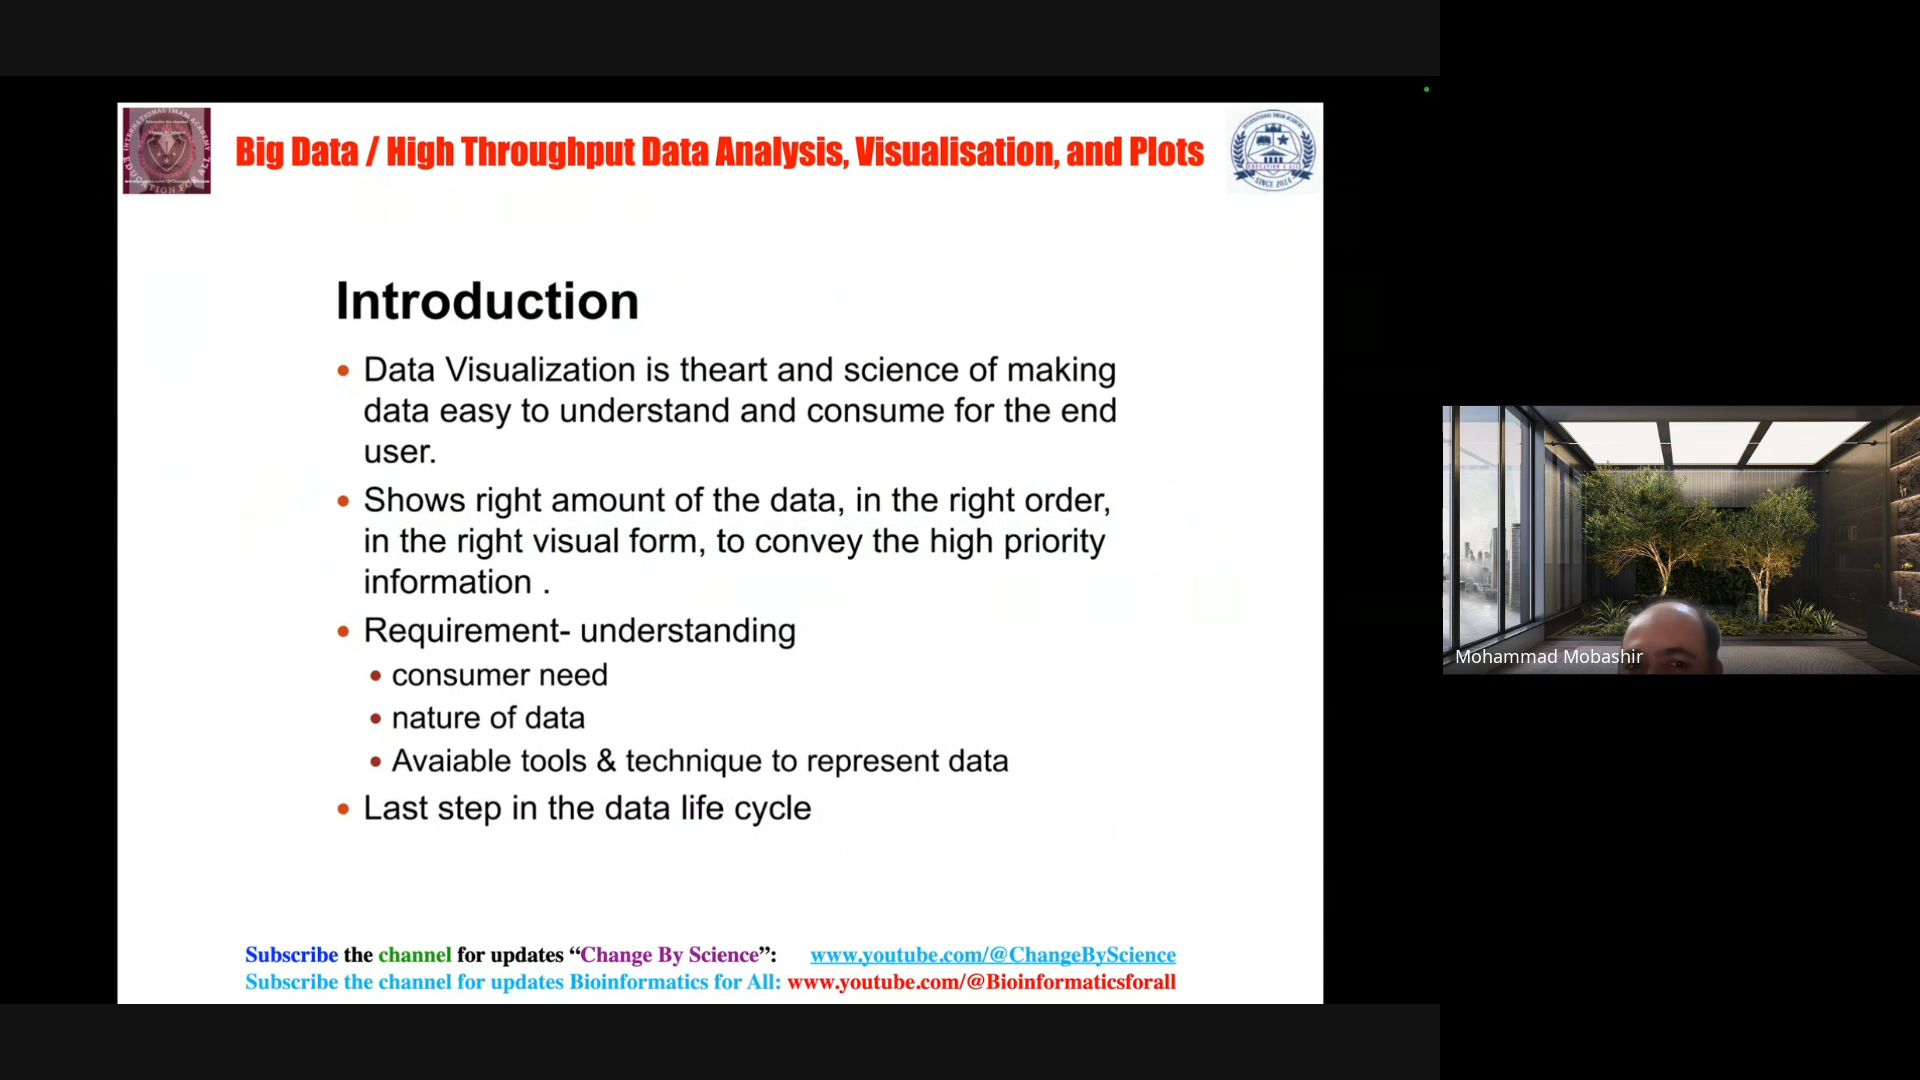 Big Data / High Throughput Data Analysis, Visualisation, and Plots
SINCE 2024
Introduction
• Data Visualization is theart and science of making
data easy to understand and consume for the end
user.
• Shows right amount of the data, in the right order,
in the right visual form, to convey the high priority
information .
• Requirement- understanding
• consumer need
• nature of data
• Avaiable tools & technique to represent data
• Last step in the data life cycle
Mohammad Mobashir
Subscribe the channel for updates “Change By Science”: www.youtube.com/@ChangeByScience
Subscribe the channel for updates Bioinformatics for All: www.youtube.com/@Bioinformaticsforall